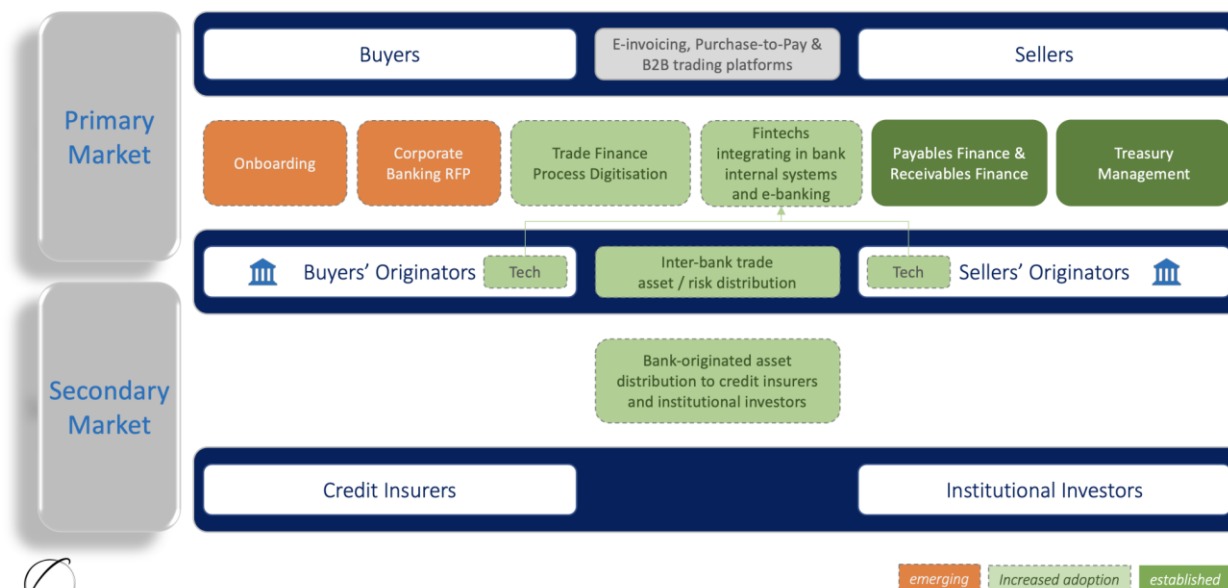 Primary
Market
Buyers
E-invoicing, Purchase-to-Pay &
B2B trading platforms
Sellers
Onboarding
Corporate
Banking RFP
Trade Finance
Process Digitisation
Fintechs
integrating in bank
internal systems
and e-banking
Payables Finance &
Receivables Finance
Treasury
Management
Buyers’ Originators
Tech
Inter-bank trade
asset / risk distribution
Tech
Sellers’ Originators
Secondary
Market
Bank-originated asset
distribution to credit insurers
and institutional investors
Credit Insurers
Institutional Investors
emerging
Increased adoption
established